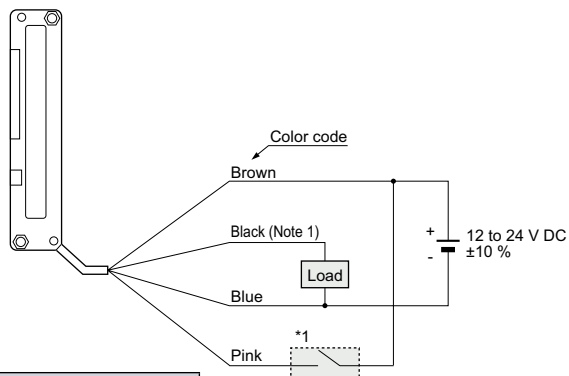 Color code
Brown
Black (Note 1)
+
12 to 24 V DC
-
±10 %
Load
Blue
*1
Pink